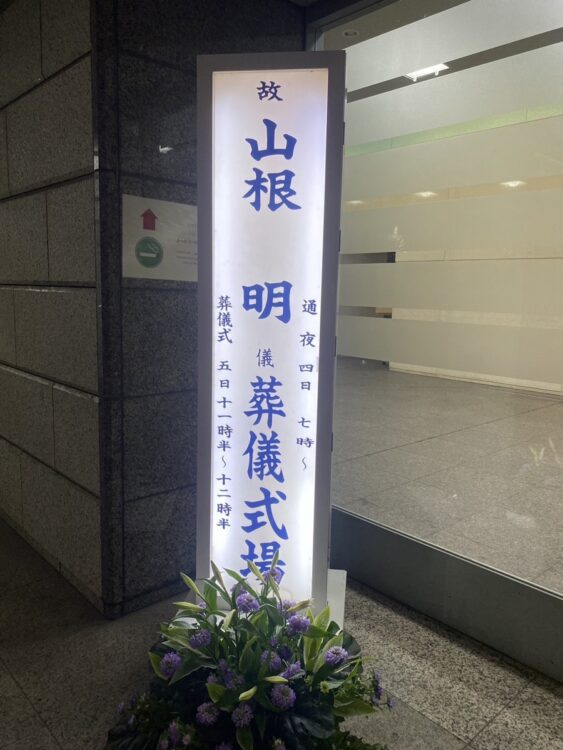 故 山根 明 儀 葬儀式場
通夜 四日 七時〜
葬儀式 五日 十一時半〜十二時半